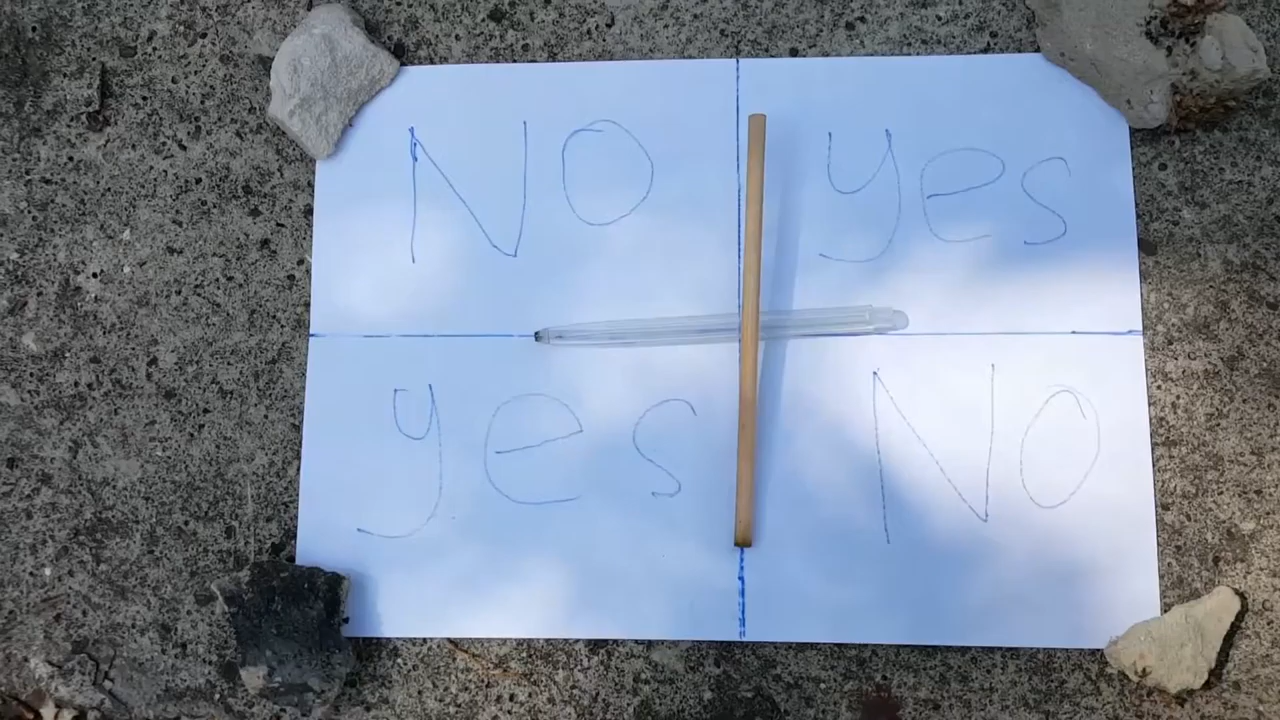 NO yes
yes NO